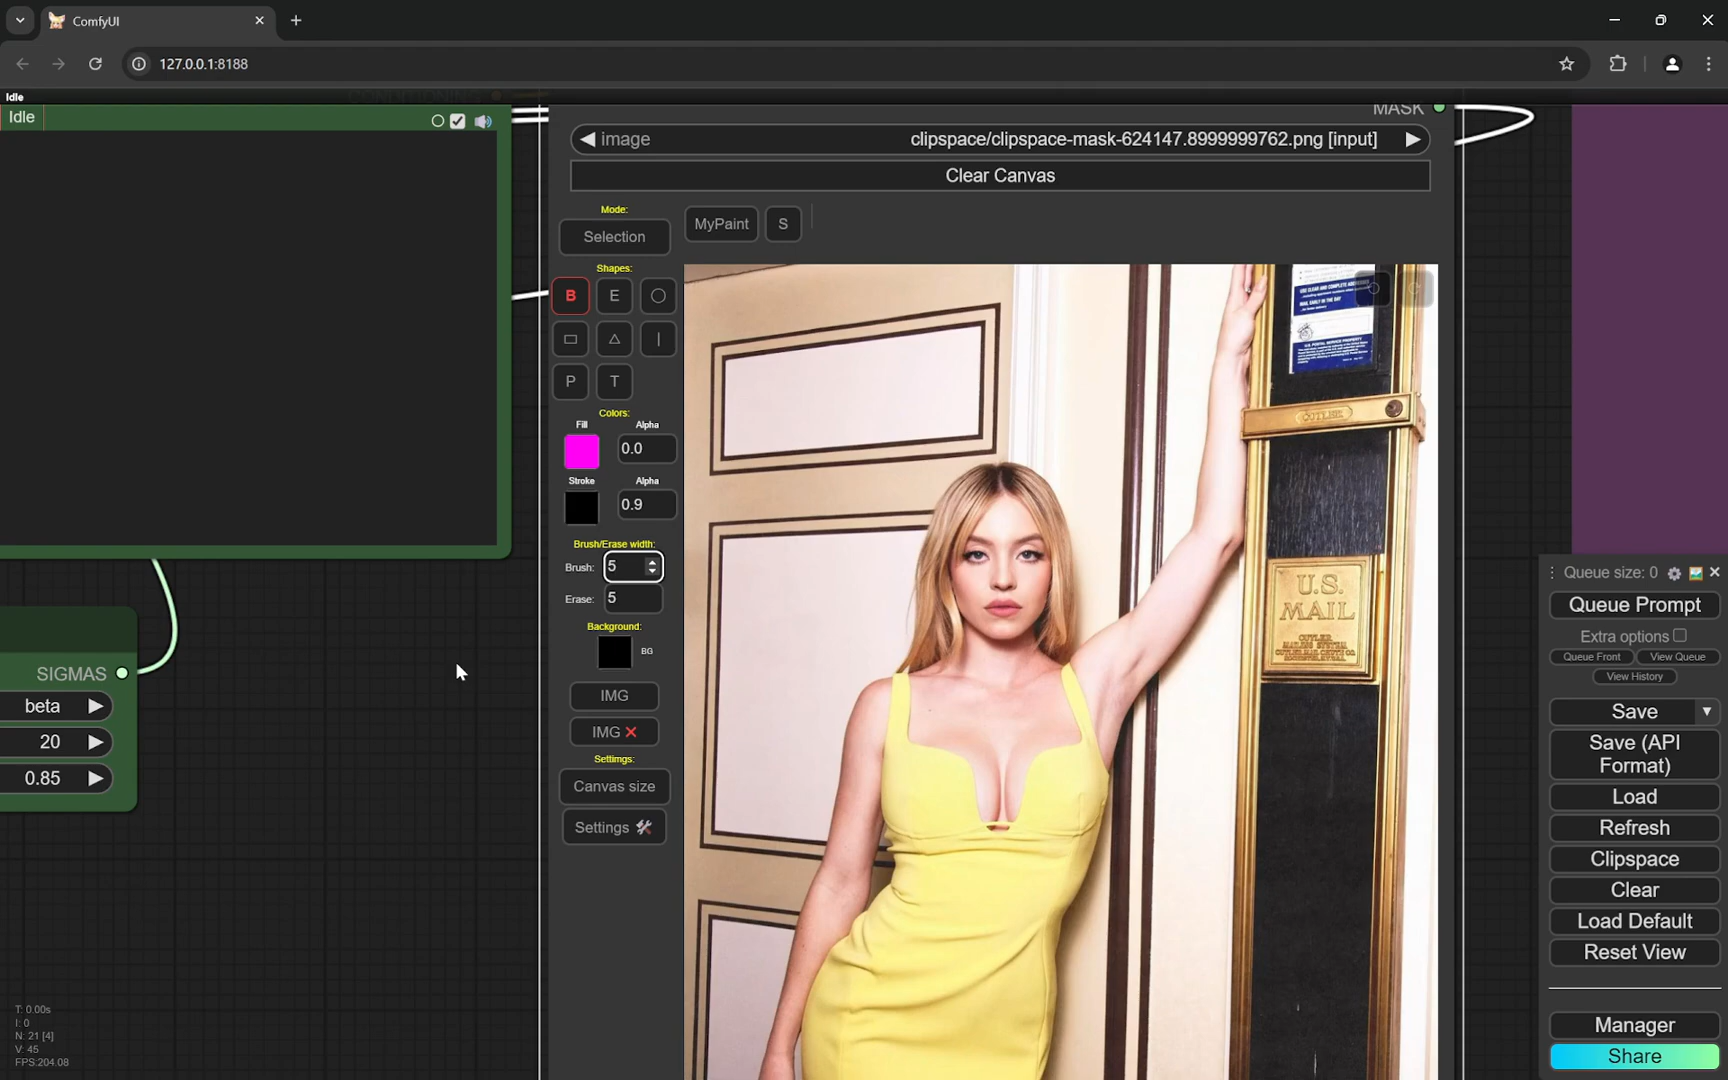 ComfyUI
127.0.0.1:8188
Idle
Idle
MASK
image clipspace/clipspace-mask-624147.8999999762.png [input]
Clear Canvas
Mode:
Selection
MyPaint S
Shapes:
B E
P T
Colors:
Fill Alpha
0.0
Stroke Alpha
0.9
Brush/Erase width:
Brush: 5
Erase: 5
Background:
BG
IMG
IMG
Settimgs:
Canvas size
Settings
SIGMAS
beta
20
0.85
T: 0.00s
I: 0
N: 21 [4]
V: 45
FPS:204.08
U.S. POSTAL SERVICE
CUTLER
U.S.
MAIL
Queue size: 0
Queue Prompt
Extra options
Queue Front View Queue
View History
Save
Save (API
Format)
Load
Refresh
Clipspace
Clear
Load Default
Reset View
Manager
Share